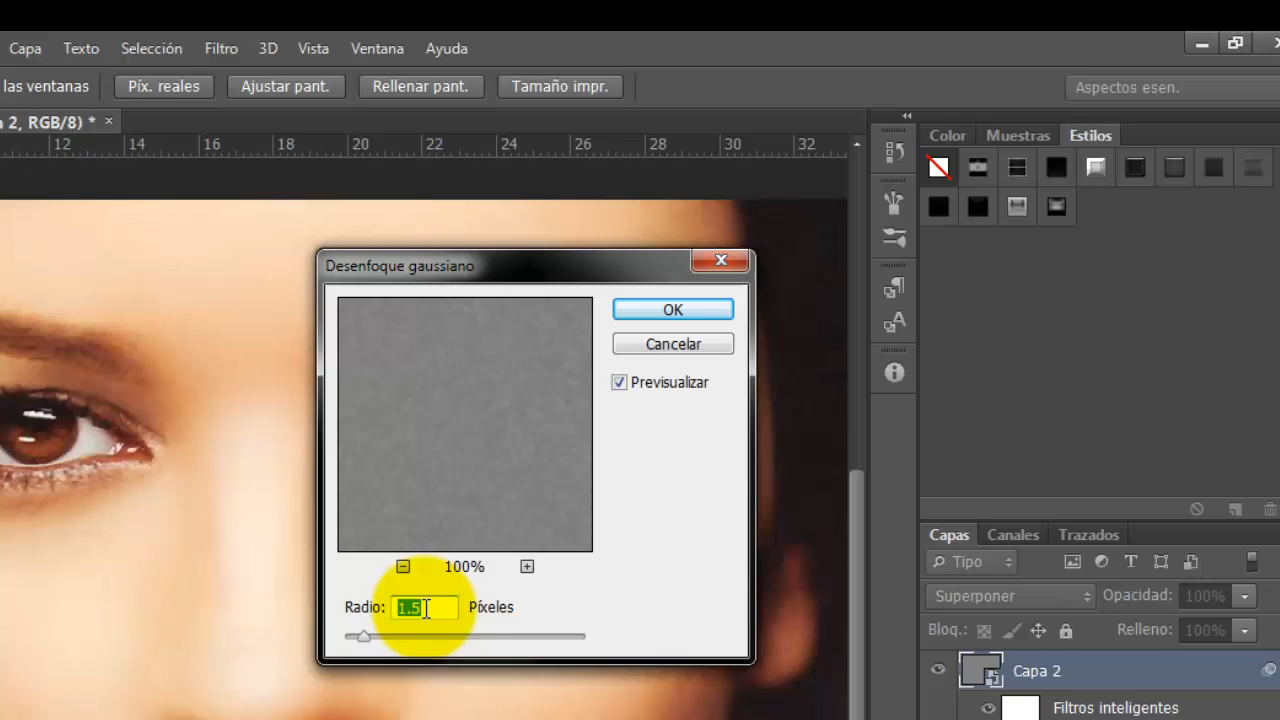 Capa Texto Selección Filtro 3D Vista Ventana Ayuda
las ventanas Píx. reales Ajustar pant. Rellenar pant. Tamaño impr. Aspectos esen.
2, RGB/8) * ×
12 14 16 18 20 22 24 26 28 30 32
Color Muestras Estilos
Desenfoque gaussiano
OK
Cancelar
Previsualizar
100%
Radio: 1.5 Píxeles
Capas Canales Trazados
Tipo
Superponer Opacidad: 100%
Bloq.: Relleno: 100%
Capa 2
Filtros inteligentes